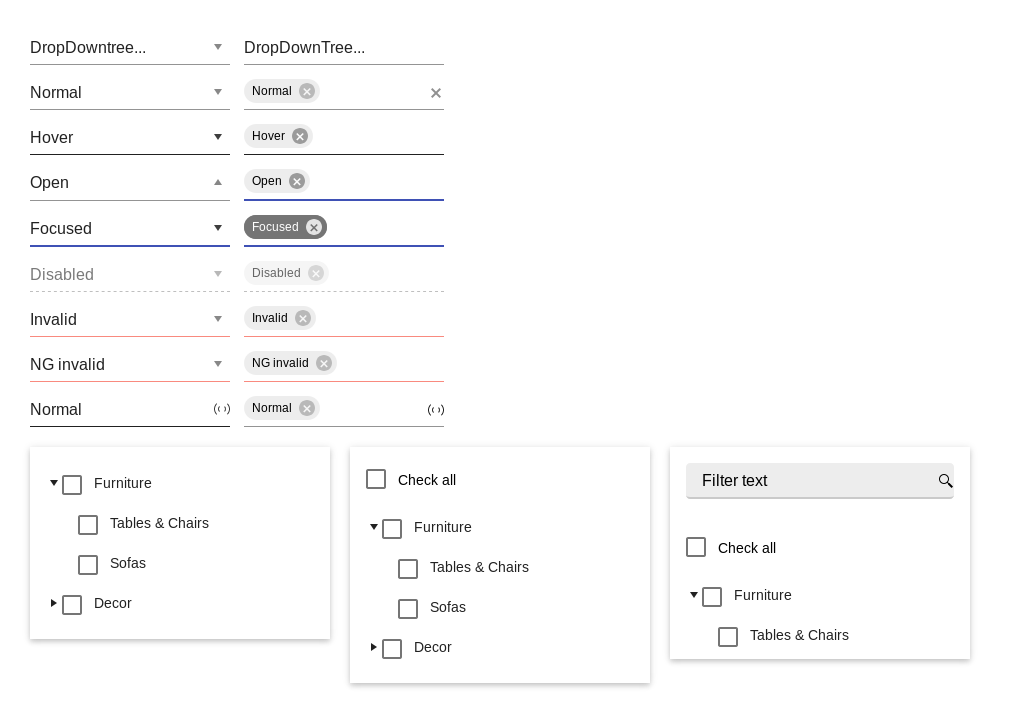 DropDowntree...
DropDownTree...
Normal
Normal
Hover
Hover
Open
Open
Focused
Focused
Disabled
Disabled
Invalid
Invalid
NG invalid
NG invalid
Normal
Normal
Furniture
Tables & Chairs
Sofas
Decor
Check all
Furniture
Tables & Chairs
Sofas
Decor
Filter text
Check all
Furniture
Tables & Chairs